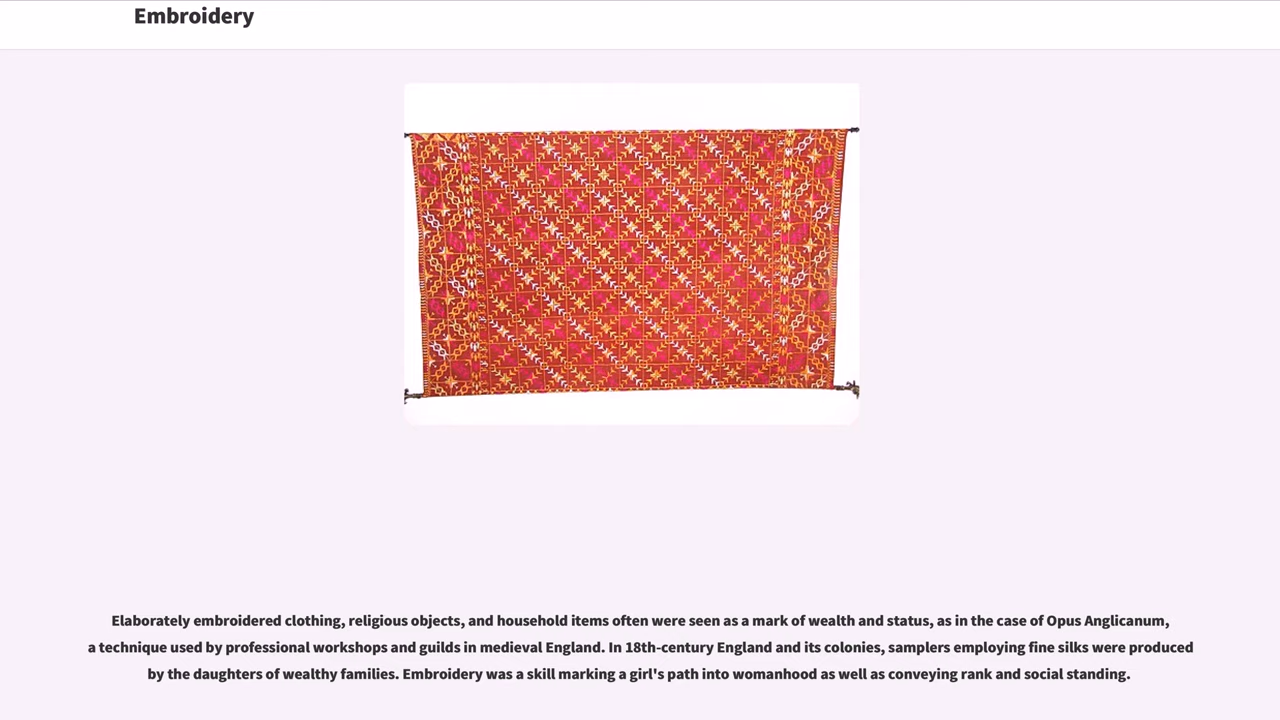 Embroidery
Elaborately embroidered clothing, religious objects, and household items often were seen as a mark of wealth and status, as in the case of Opus Anglicanum,
a technique used by professional workshops and guilds in medieval England. In 18th-century England and its colonies, samplers employing fine silks were produced
by the daughters of wealthy families. Embroidery was a skill marking a girl's path into womanhood as well as conveying rank and social standing.